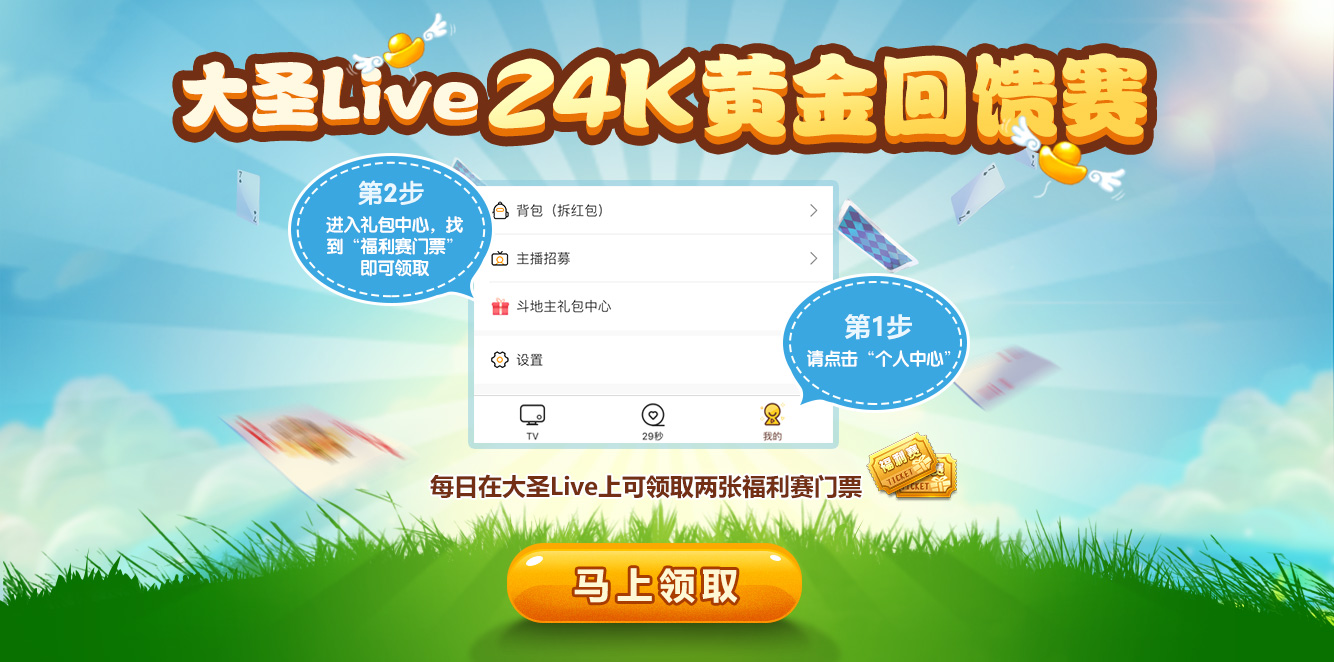 大圣Live24K黄金回馈赛
第2步
进入礼包中心，找
到“福利赛门票”
即可领取
背包（拆红包）
主播招募
斗地主礼包中心
设置
第1步
请点击“个人中心”
TV
29秒
我的
每日在大圣Live上可领取两张福利赛门票
福利赛
TICKET
TICKET
马上领取